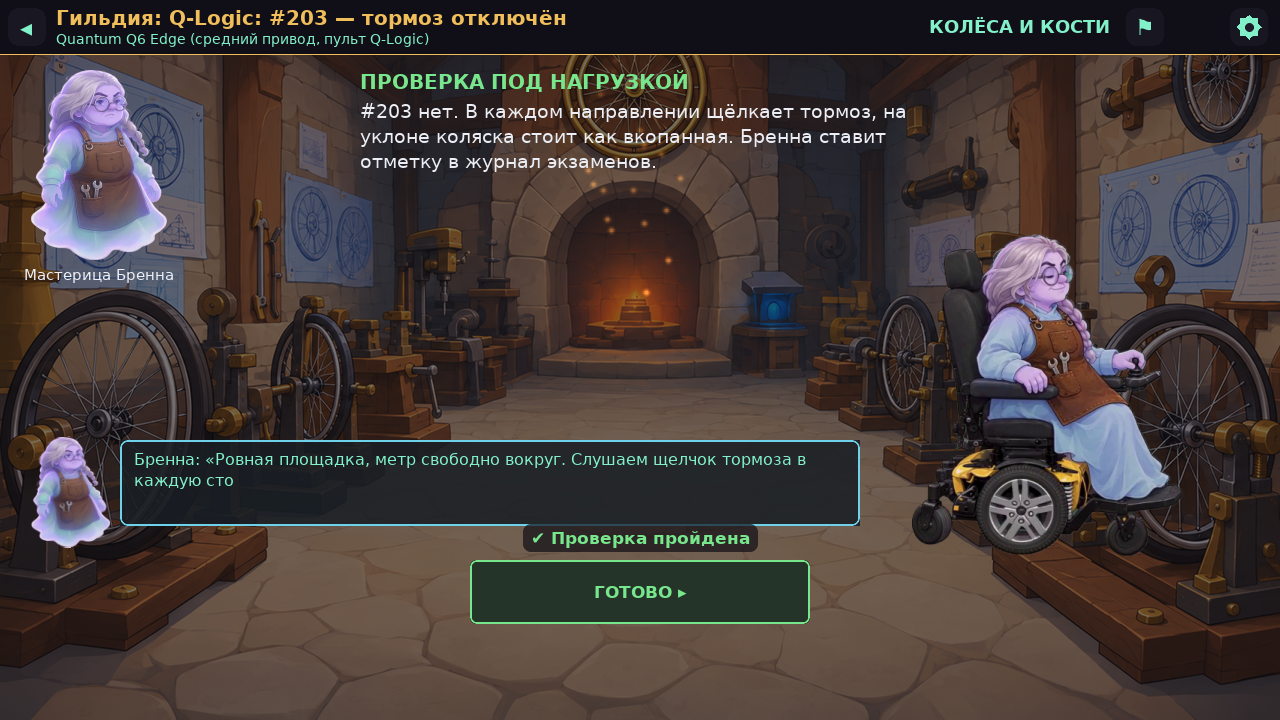 ◂ Гильдия: Q-Logic: #203 — тормоз отключён
Quantum Q6 Edge (средний привод, пульт Q-Logic)
КОЛЁСА И КОСТИ
ПРОВЕРКА ПОД НАГРУЗКОЙ
#203 нет. В каждом направлении щёлкает тормоз, на
уклоне коляска стоит как вкопанная. Бренна ставит
отметку в журнал экзаменов.
Мастерица Бренна
Бренна: «Ровная площадка, метр свободно вокруг. Слушаем щелчок тормоза в
каждую сто
✔ Проверка пройдена
ГОТОВО ▸